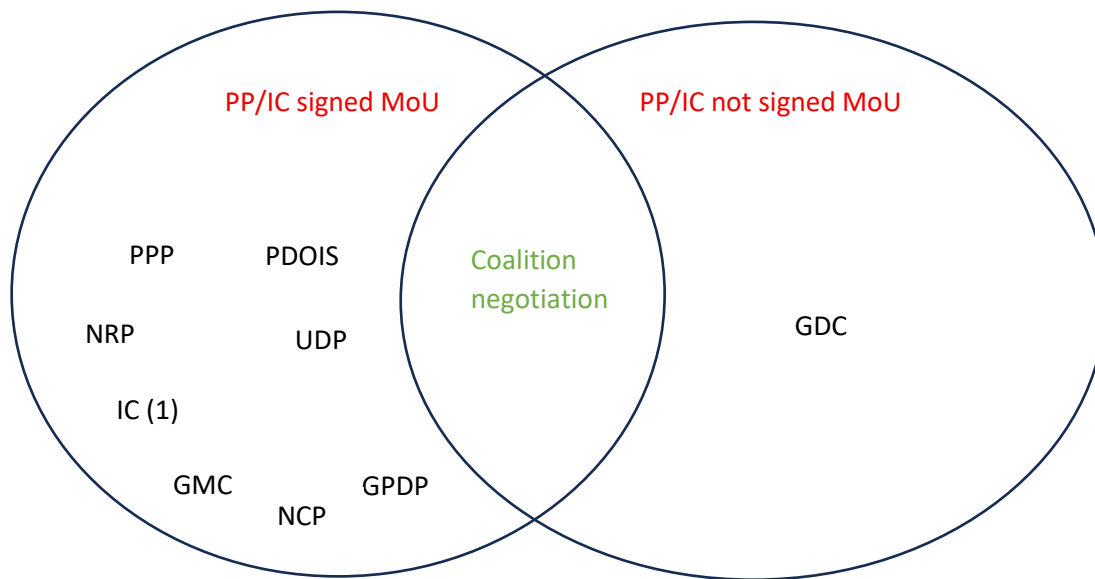 PP/IC signed MoU
PP/IC not signed MoU
PPP
PDOIS
Coalition
negotiation
NRP
UDP
GDC
IC (1)
GMC
GPDP
NCP